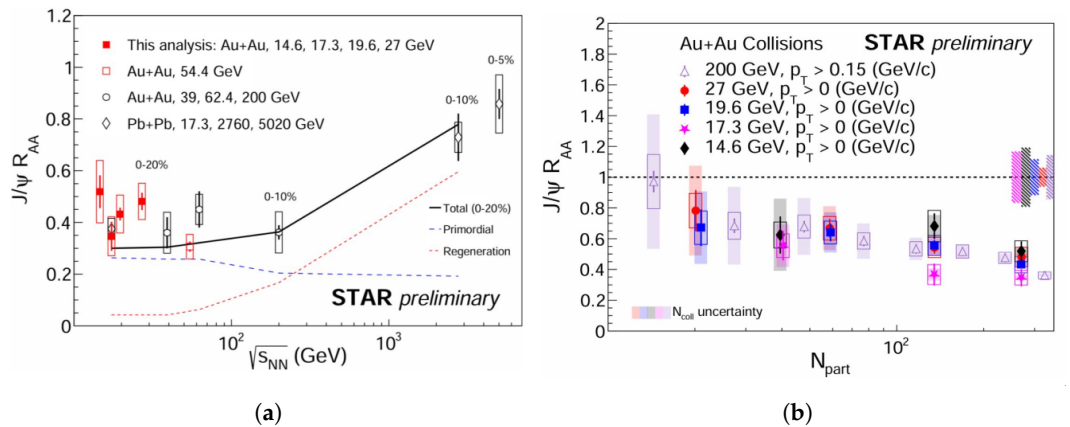 1.2
1
0.8
0.6
0.4
0.2
0
J/ψ R_AA
This analysis: Au+Au, 14.6, 17.3, 19.6, 27 GeV
Au+Au, 54.4 GeV
Au+Au, 39, 62.4, 200 GeV
Pb+Pb, 17.3, 2760, 5020 GeV
0-5%
0-10%
0-20%
0-10%
Total (0-20%)
Primordial
Regeneration
STAR preliminary
10²
10³
√s_NN (GeV)
(a)
2
1.8
1.6
1.4
1.2
1
0.8
0.6
0.4
0.2
0
J/ψ R_AA
Au+Au Collisions
STAR preliminary
200 GeV, p_T > 0.15 (GeV/c)
27 GeV, p_T > 0 (GeV/c)
19.6 GeV, p_T > 0 (GeV/c)
17.3 GeV, p_T > 0 (GeV/c)
14.6 GeV, p_T > 0 (GeV/c)
N_coll uncertainty
10²
N_part
(b)